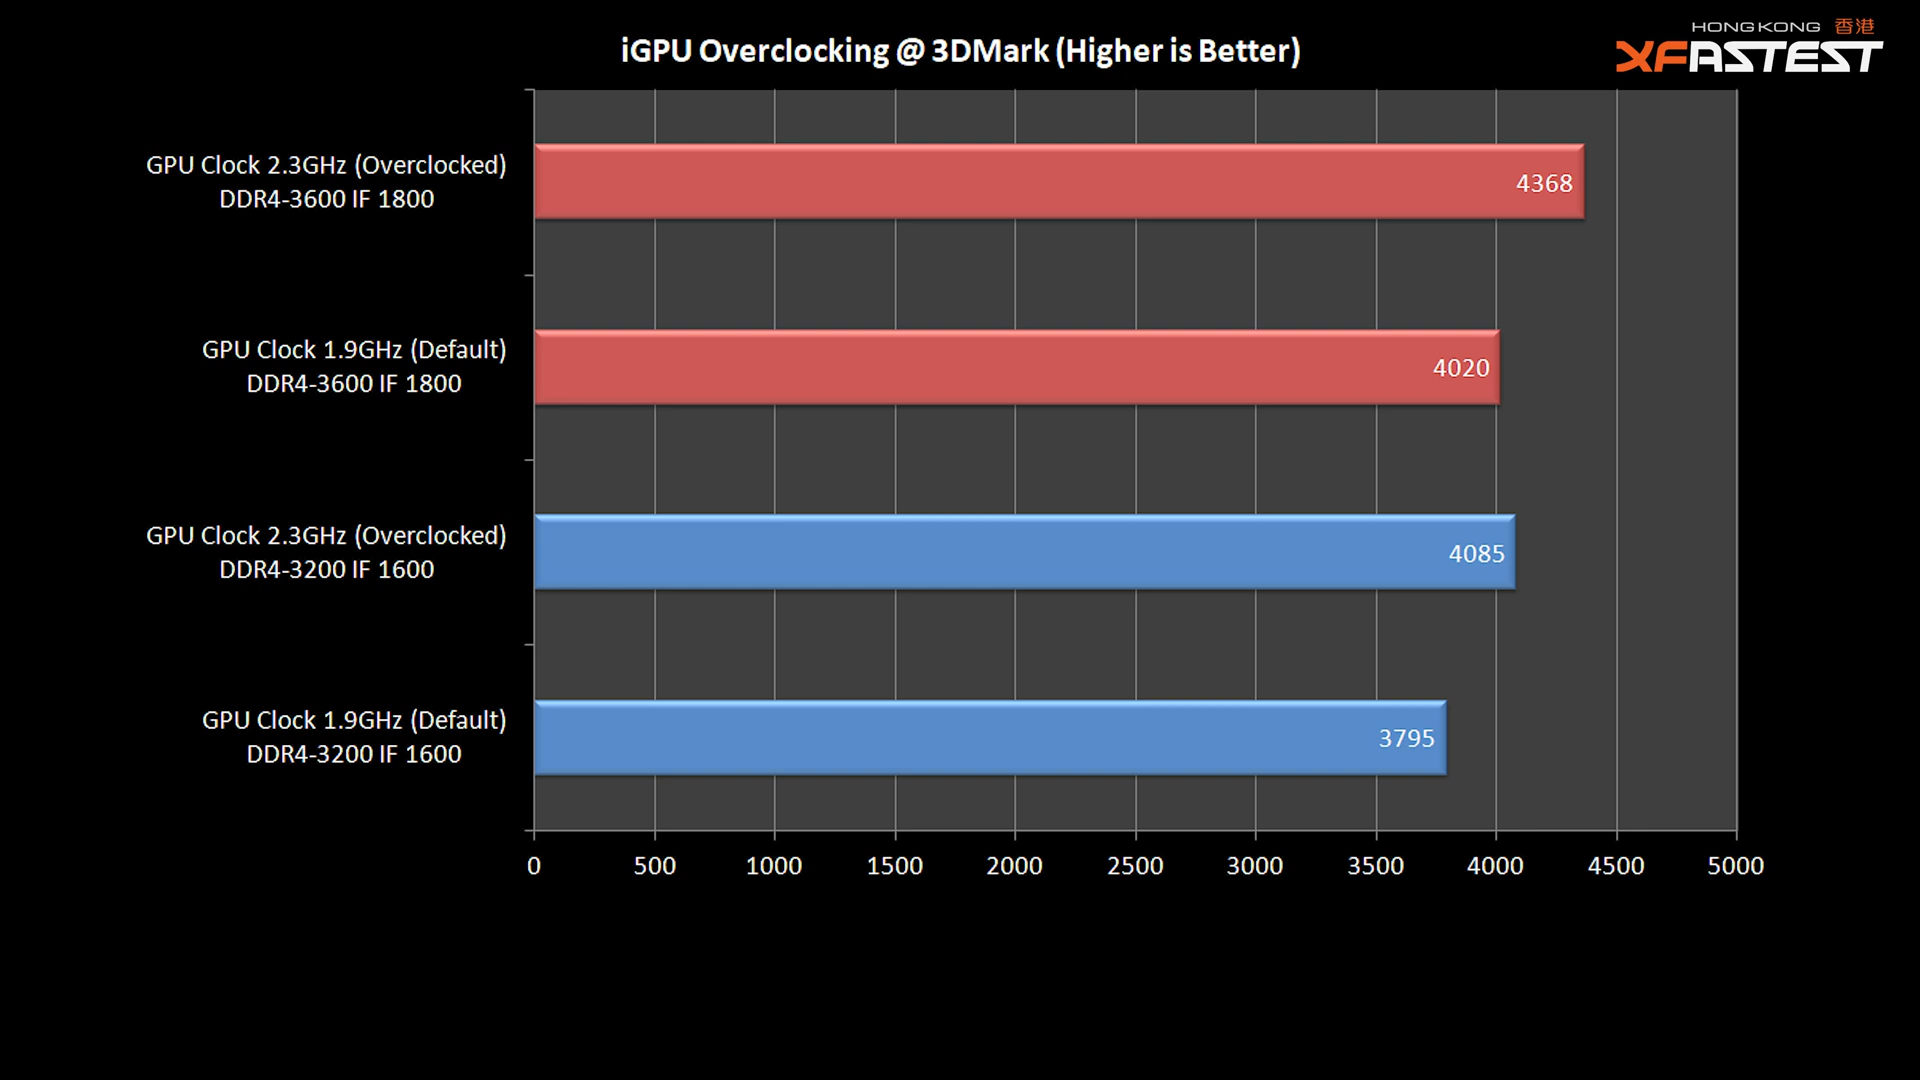 iGPU Overclocking @ 3DMark (Higher is Better)
HONG KONG 香港
XFASTEST
GPU Clock 2.3GHz (Overclocked)
DDR4-3600 IF 1800
4368
GPU Clock 1.9GHz (Default)
DDR4-3600 IF 1800
4020
GPU Clock 2.3GHz (Overclocked)
DDR4-3200 IF 1600
4085
GPU Clock 1.9GHz (Default)
DDR4-3200 IF 1600
3795
0 500 1000 1500 2000 2500 3000 3500 4000 4500 5000